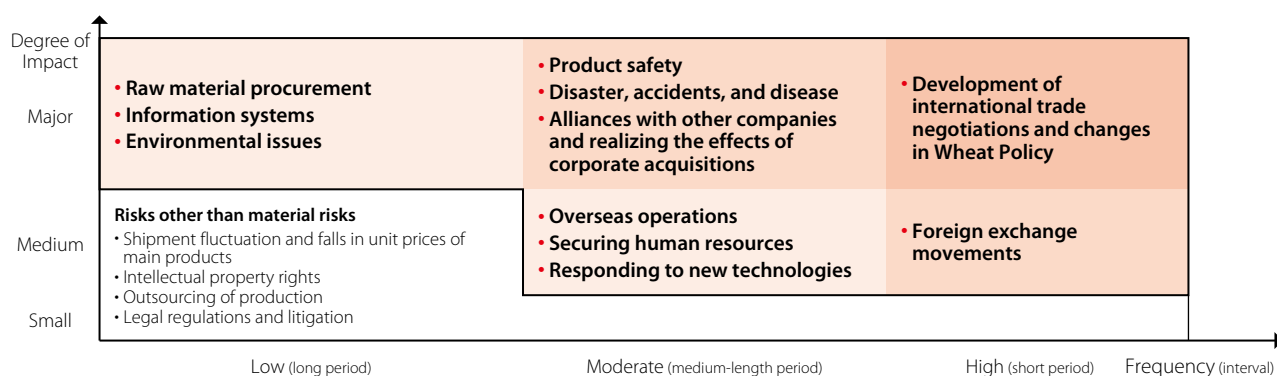 Degree of
Impact
Major
Medium
Small
• Raw material procurement
• Information systems
• Environmental issues
• Product safety
• Disaster, accidents, and disease
• Alliances with other companies
and realizing the effects of
corporate acquisitions
• Development of
international trade
negotiations and changes
in Wheat Policy
Risks other than material risks
• Shipment fluctuation and falls in unit prices of
main products
• Intellectual property rights
• Outsourcing of production
• Legal regulations and litigation
• Overseas operations
• Securing human resources
• Responding to new technologies
• Foreign exchange
movements
Low (long period)
Moderate (medium-length period)
High (short period)
Frequency (interval)